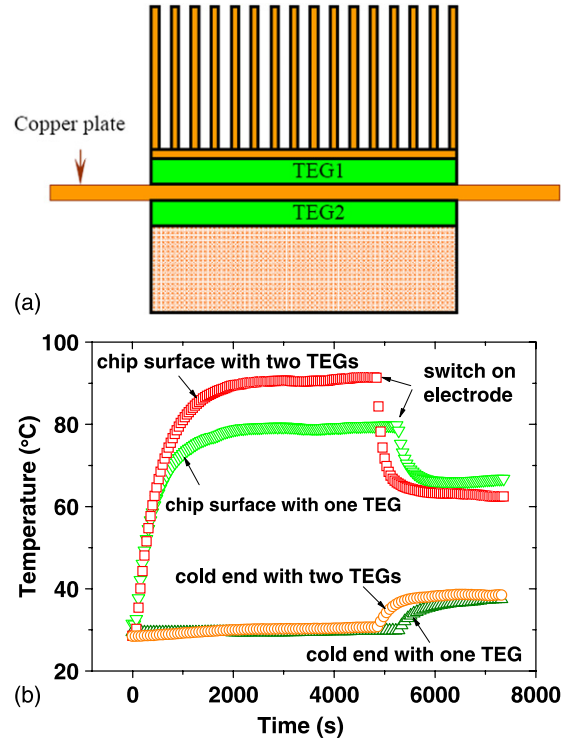 Copper plate
TEG1
TEG2
(a)
100
80
60
40
20
Temperature (°C)
chip surface with two TEGs
switch on
electrode
chip surface with one TEG
cold end with two TEGs
cold end with one TEG
(b)
0
2000
4000
6000
8000
Time (s)